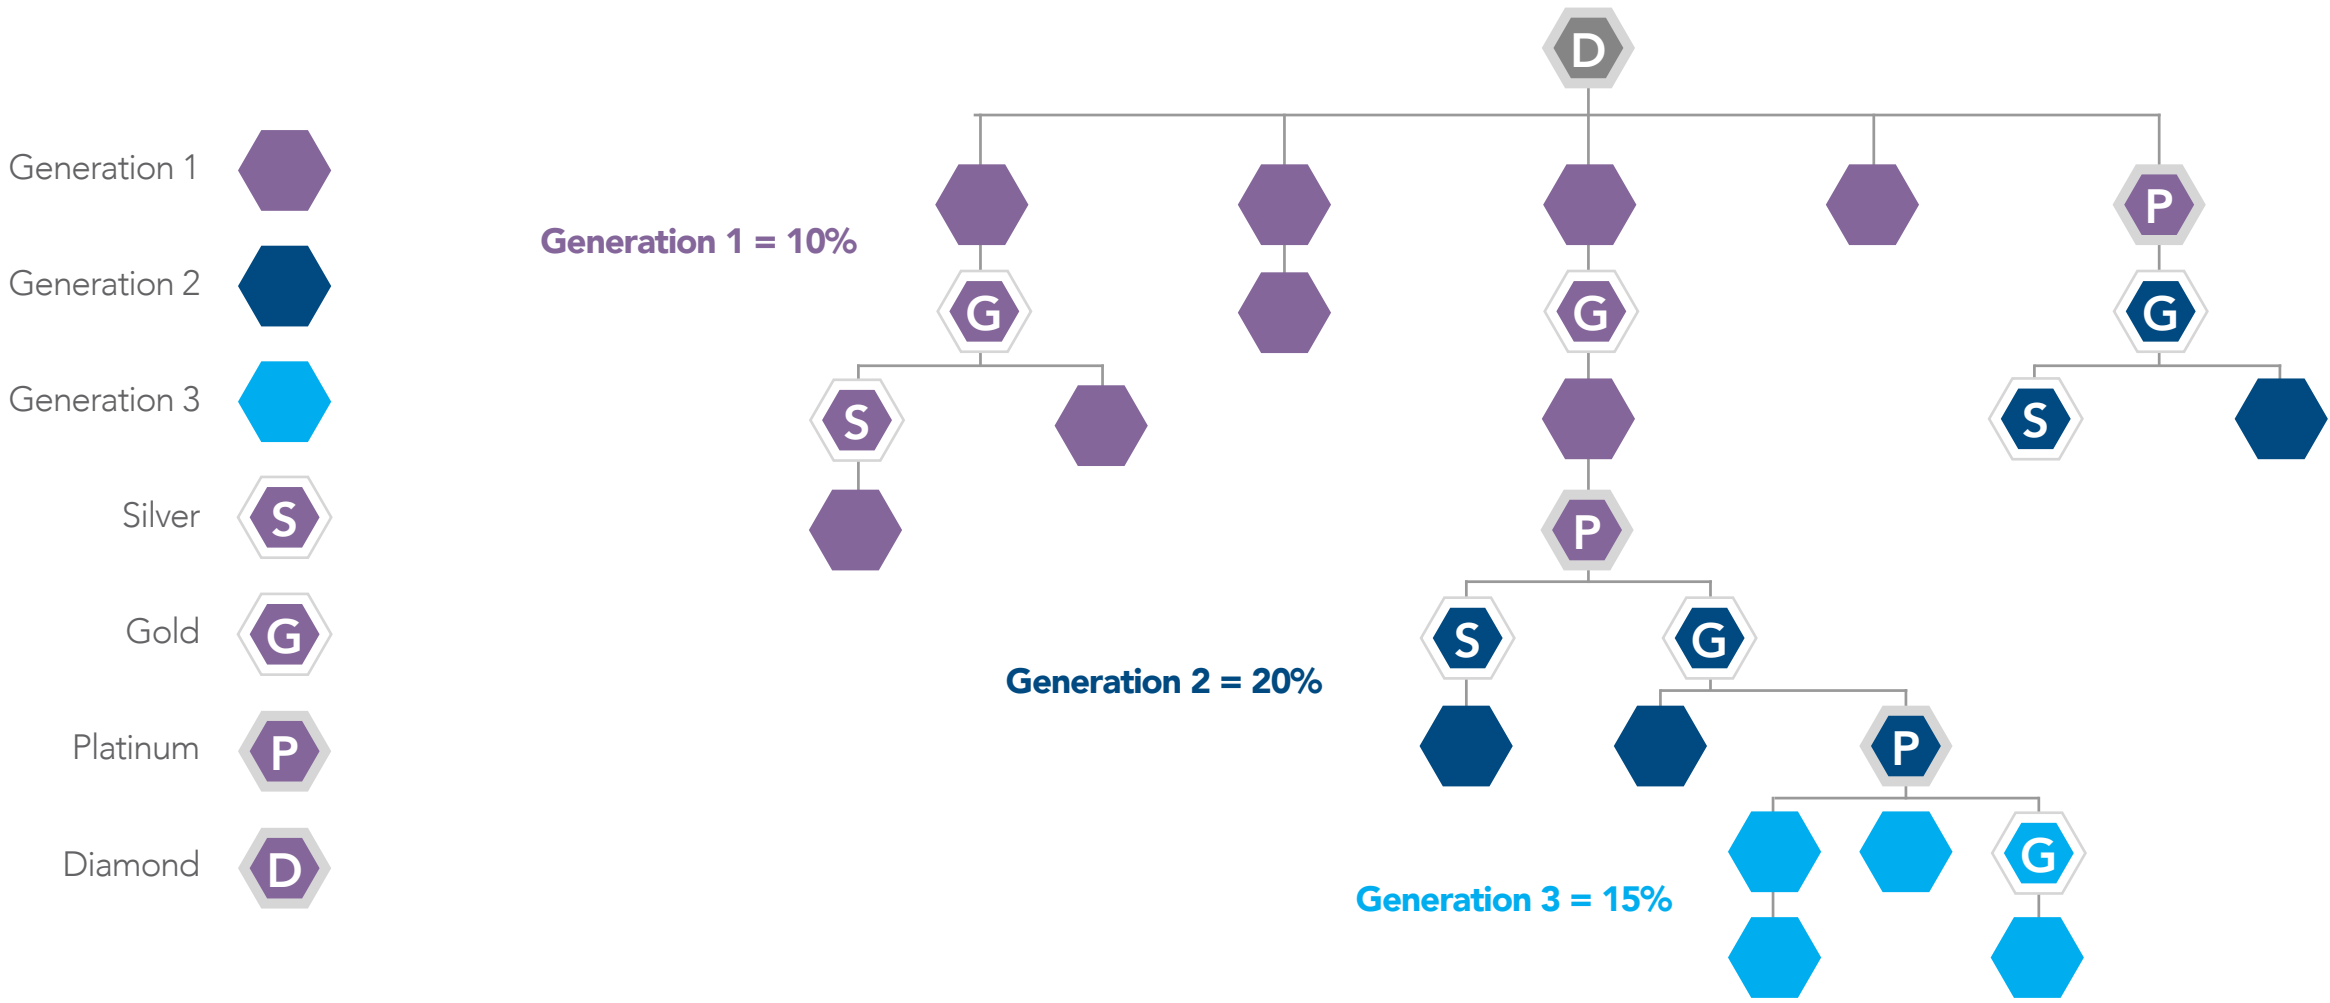 Generation 1
Generation 2
Generation 3
Silver S
Gold G
Platinum P
Diamond D
D
P
Generation 1 = 10%
G G G
S S
P
S G
Generation 2 = 20%
P
G
Generation 3 = 15%